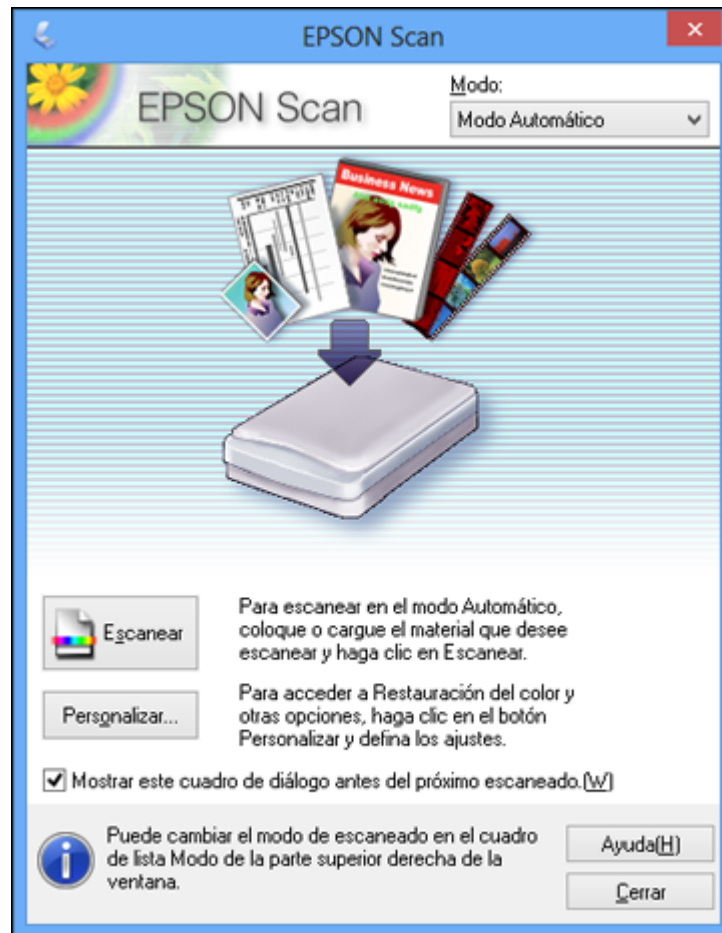 EPSON Scan
EPSON Scan
Modo:
Modo Automático
Business News
Escanear
Para escanear en el modo Automático,
coloque o cargue el material que desee
escanear y haga clic en Escanear.
Personalizar...
Para acceder a Restauración del color y
otras opciones, haga clic en el botón
Personalizar y defina los ajustes.
Mostrar este cuadro de diálogo antes del próximo escaneado.(W)
Puede cambiar el modo de escaneado en el cuadro
de lista Modo de la parte superior derecha de la
ventana.
Ayuda(H)
Cerrar